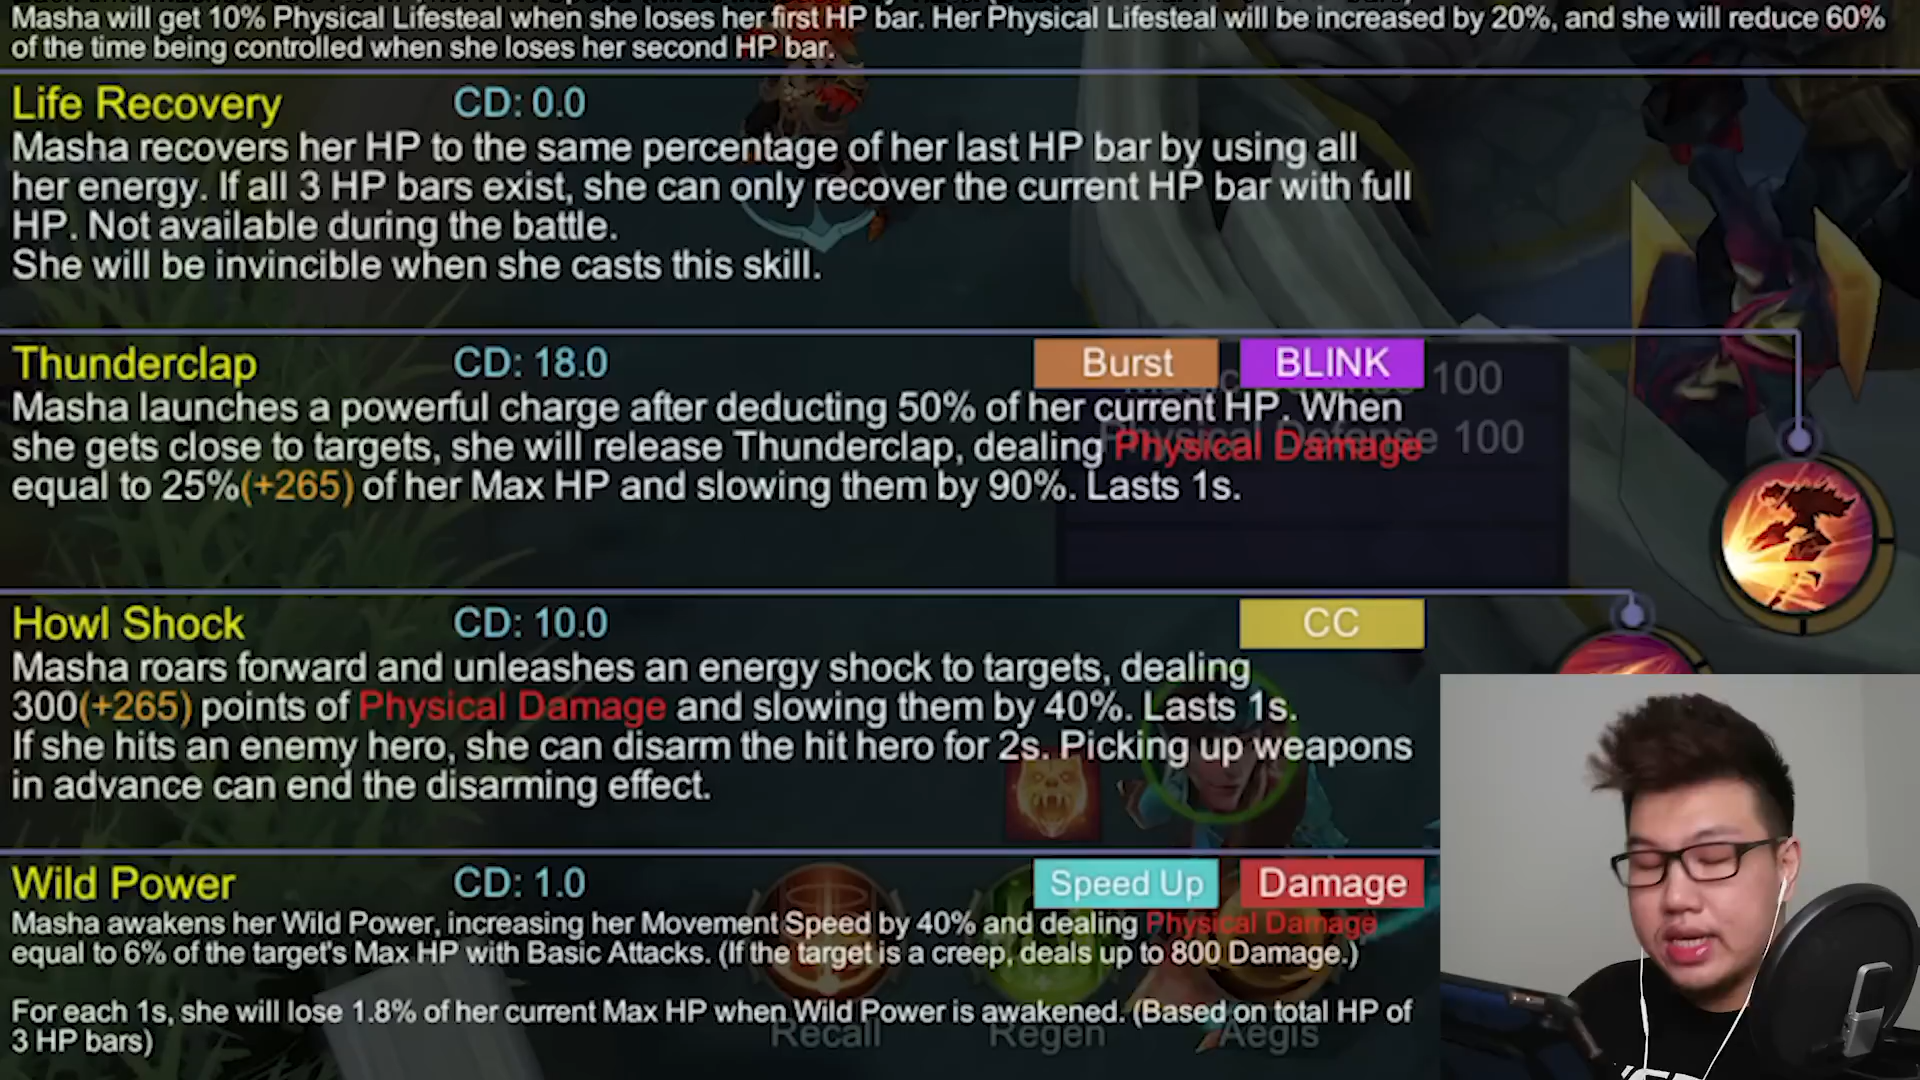 Masha will get 10% Physical Lifesteal when she loses her first HP bar. Her Physical Lifesteal will be increased by 20%, and she will reduce 60%
of the time being controlled when she loses her second HP bar.
Life Recovery CD: 0.0
Masha recovers her HP to the same percentage of her last HP bar by using all
her energy. If all 3 HP bars exist, she can only recover the current HP bar with full
HP. Not available during the battle.
She will be invincible when she casts this skill.
Thunderclap CD: 18.0 Burst BLINK
100
Masha launches a powerful charge after deducting 50% of her current HP. When
she gets close to targets, she will release Thunderclap, dealing Physical Damage
Physical Defense 100
equal to 25%(+265) of her Max HP and slowing them by 90%. Lasts 1s.
Howl Shock CD: 10.0 CC
Masha roars forward and unleashes an energy shock to targets, dealing
300(+265) points of Physical Damage and slowing them by 40%. Lasts 1s.
If she hits an enemy hero, she can disarm the hit hero for 2s. Picking up weapons
in advance can end the disarming effect.
Wild Power CD: 1.0 Speed Up Damage
Masha awakens her Wild Power, increasing her Movement Speed by 40% and dealing Physical Damage
equal to 6% of the target's Max HP with Basic Attacks. (If the target is a creep, deals up to 800 Damage.)
For each 1s, she will lose 1.8% of her current Max HP when Wild Power is awakened. (Based on total HP of
3 HP bars)
Recall Regen Aegis